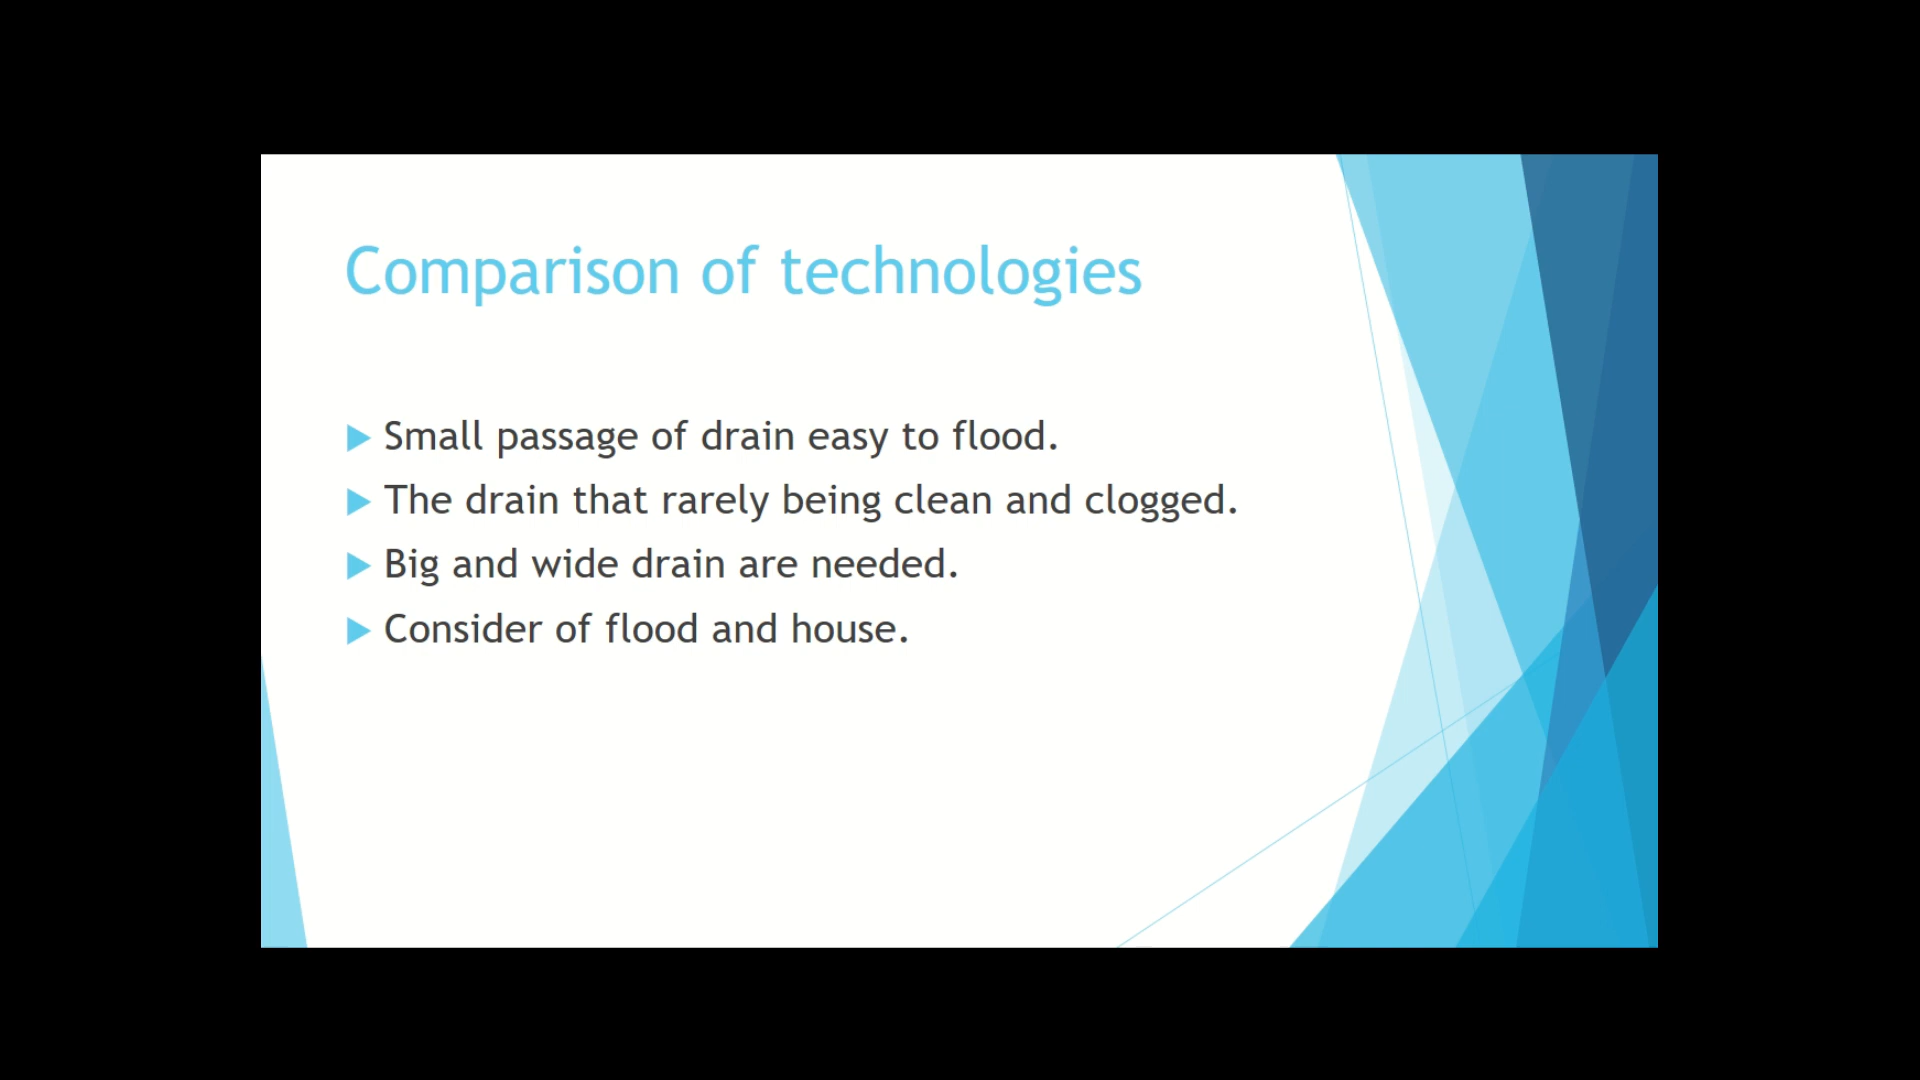 Comparison of technologies
Small passage of drain easy to flood.
The drain that rarely being clean and clogged.
Big and wide drain are needed.
Consider of flood and house.